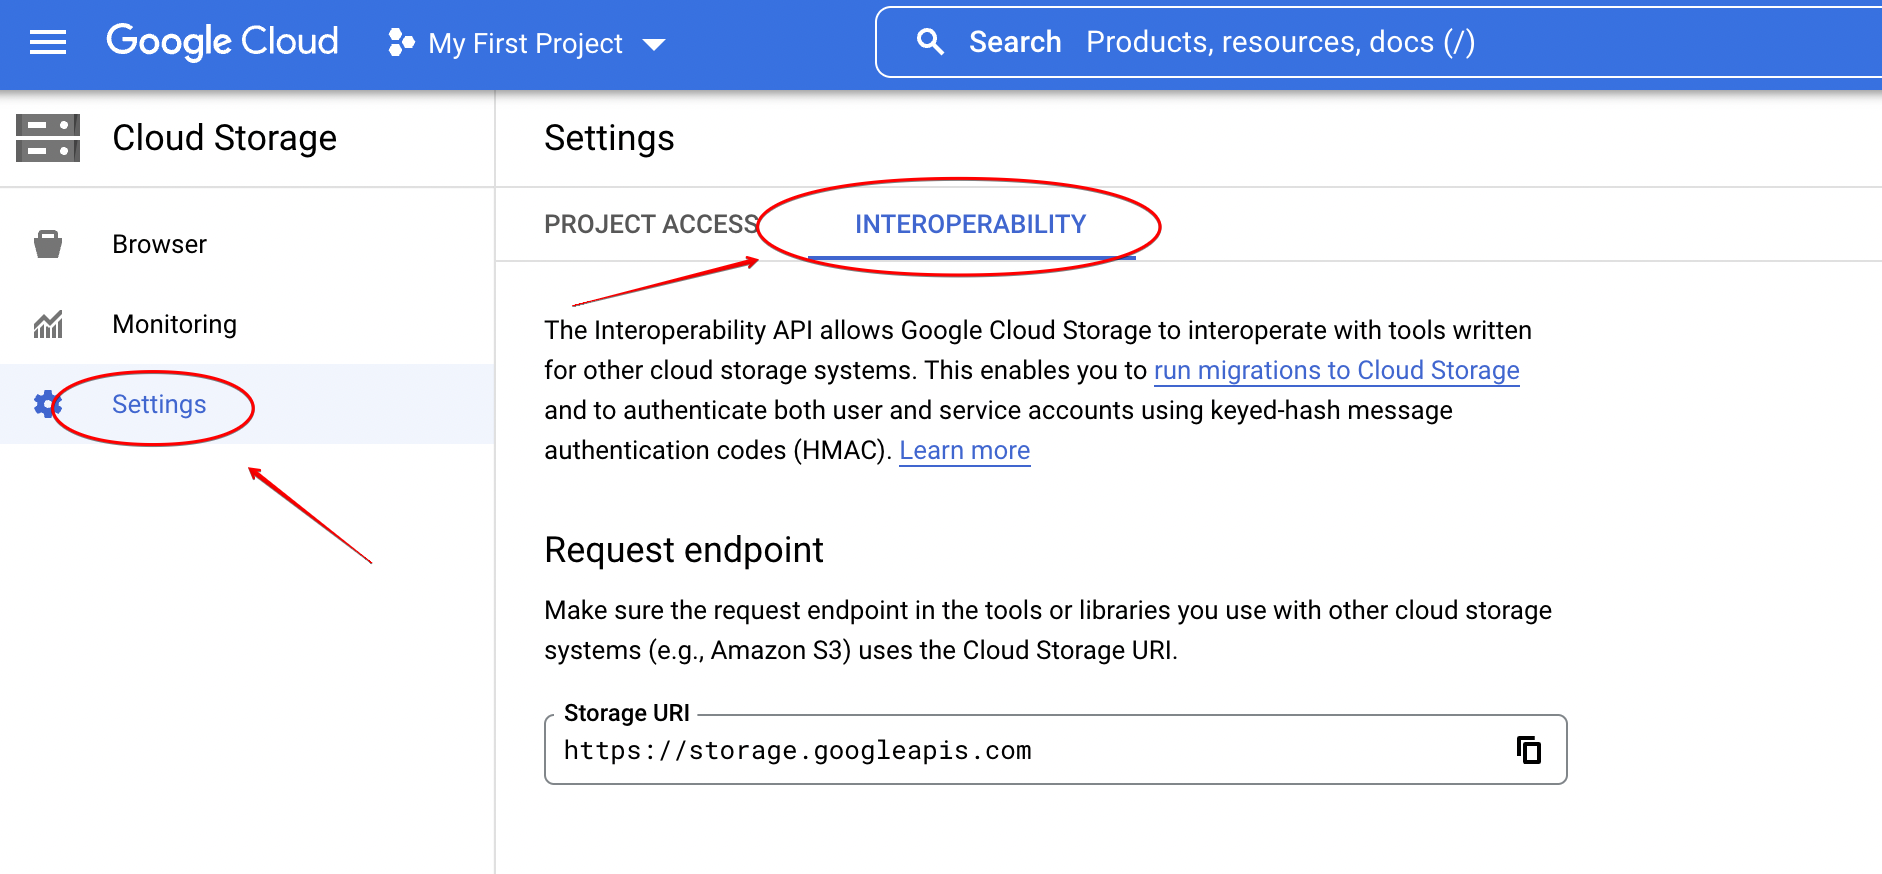 Google Cloud
My First Project
Search Products, resources, docs (/)
Cloud Storage
Browser
Monitoring
Settings
Settings
PROJECT ACCESS
INTEROPERABILITY
The Interoperability API allows Google Cloud Storage to interoperate with tools written
for other cloud storage systems. This enables you to run migrations to Cloud Storage
and to authenticate both user and service accounts using keyed-hash message
authentication codes (HMAC). Learn more
Request endpoint
Make sure the request endpoint in the tools or libraries you use with other cloud storage
systems (e.g., Amazon S3) uses the Cloud Storage URI.
Storage URI
https://storage.googleapis.com